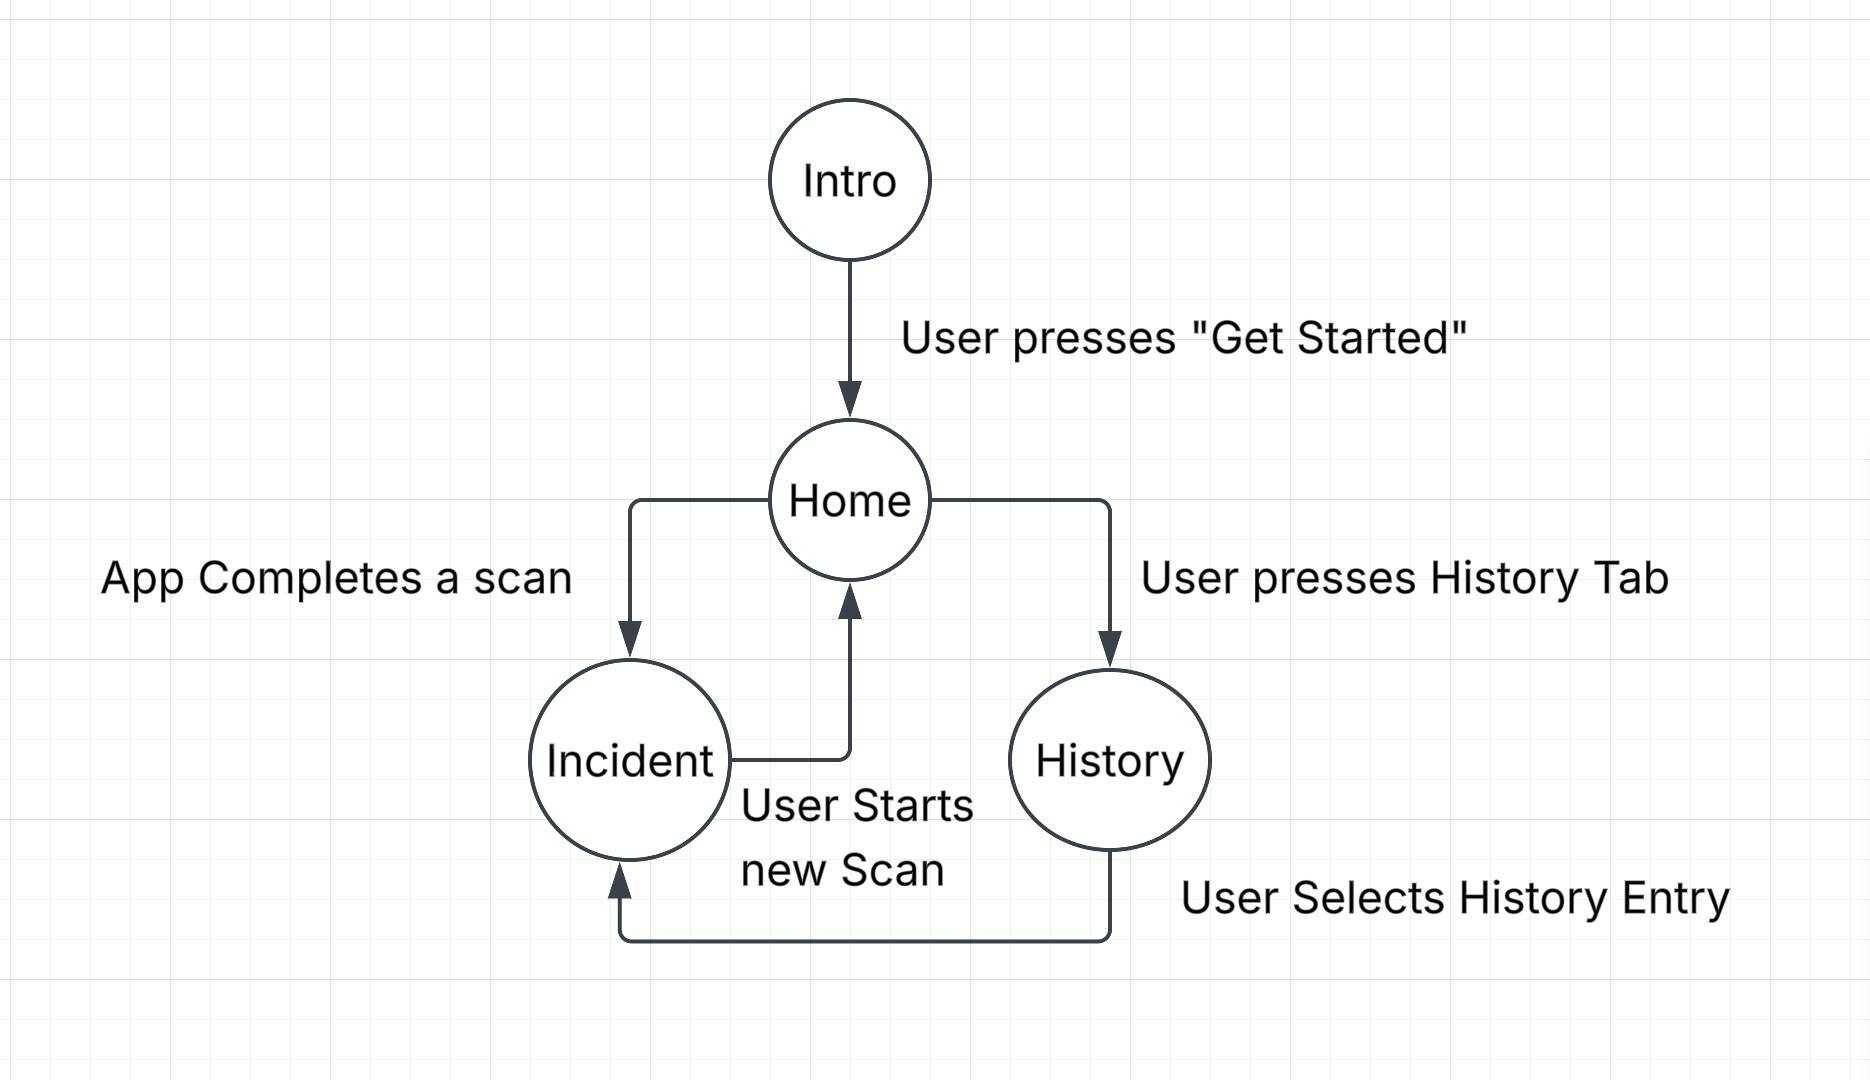 Intro
User presses "Get Started"
Home
App Completes a scan
User presses History Tab
Incident
History
User Starts
new Scan
User Selects History Entry